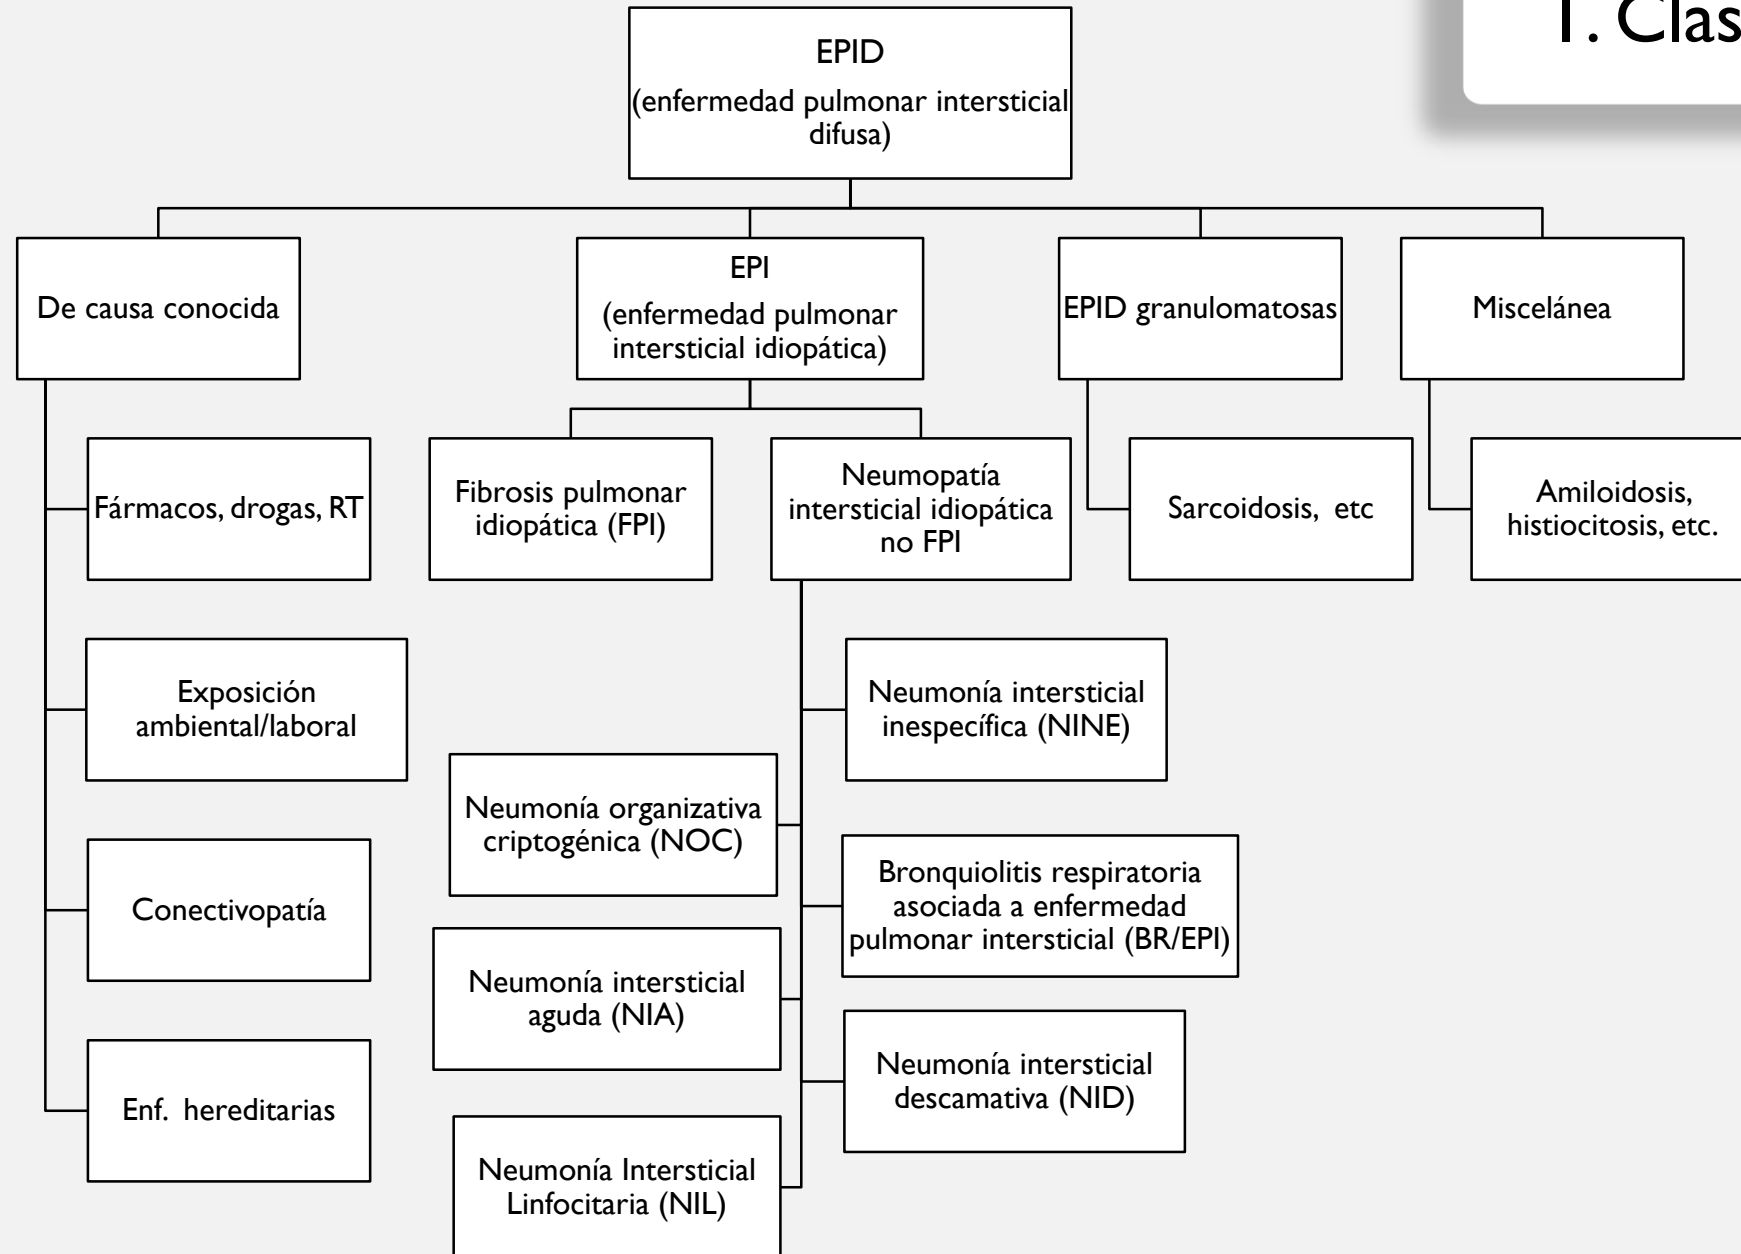 1. Clas
EPID
(enfermedad pulmonar intersticial
difusa)
De causa conocida
EPI
(enfermedad pulmonar
intersticial idiopática)
EPID granulomatosas
Miscelánea
Fármacos, drogas, RT
Fibrosis pulmonar
idiopática (FPI)
Neumopatía
intersticial idiopática
no FPI
Sarcoidosis, etc
Amiloidosis,
histiocitosis, etc.
Exposición
ambiental/laboral
Neumonía intersticial
inespecífica (NINE)
Neumonía organizativa
criptogénica (NOC)
Conectivopatía
Bronquiolitis respiratoria
asociada a enfermedad
pulmonar intersticial (BR/EPI)
Neumonía intersticial
aguda (NIA)
Neumonía intersticial
descamativa (NID)
Enf. hereditarias
Neumonía Intersticial
Linfocitaria (NIL)